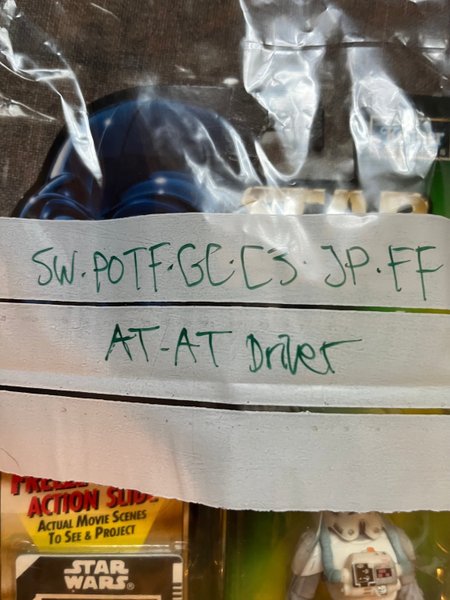 SW·POTF·GC·C3·JP·FF
AT-AT Driver
ACTION SLIDE
ACTUAL MOVIE SCENES
TO SEE & PROJECT
STAR
WARS